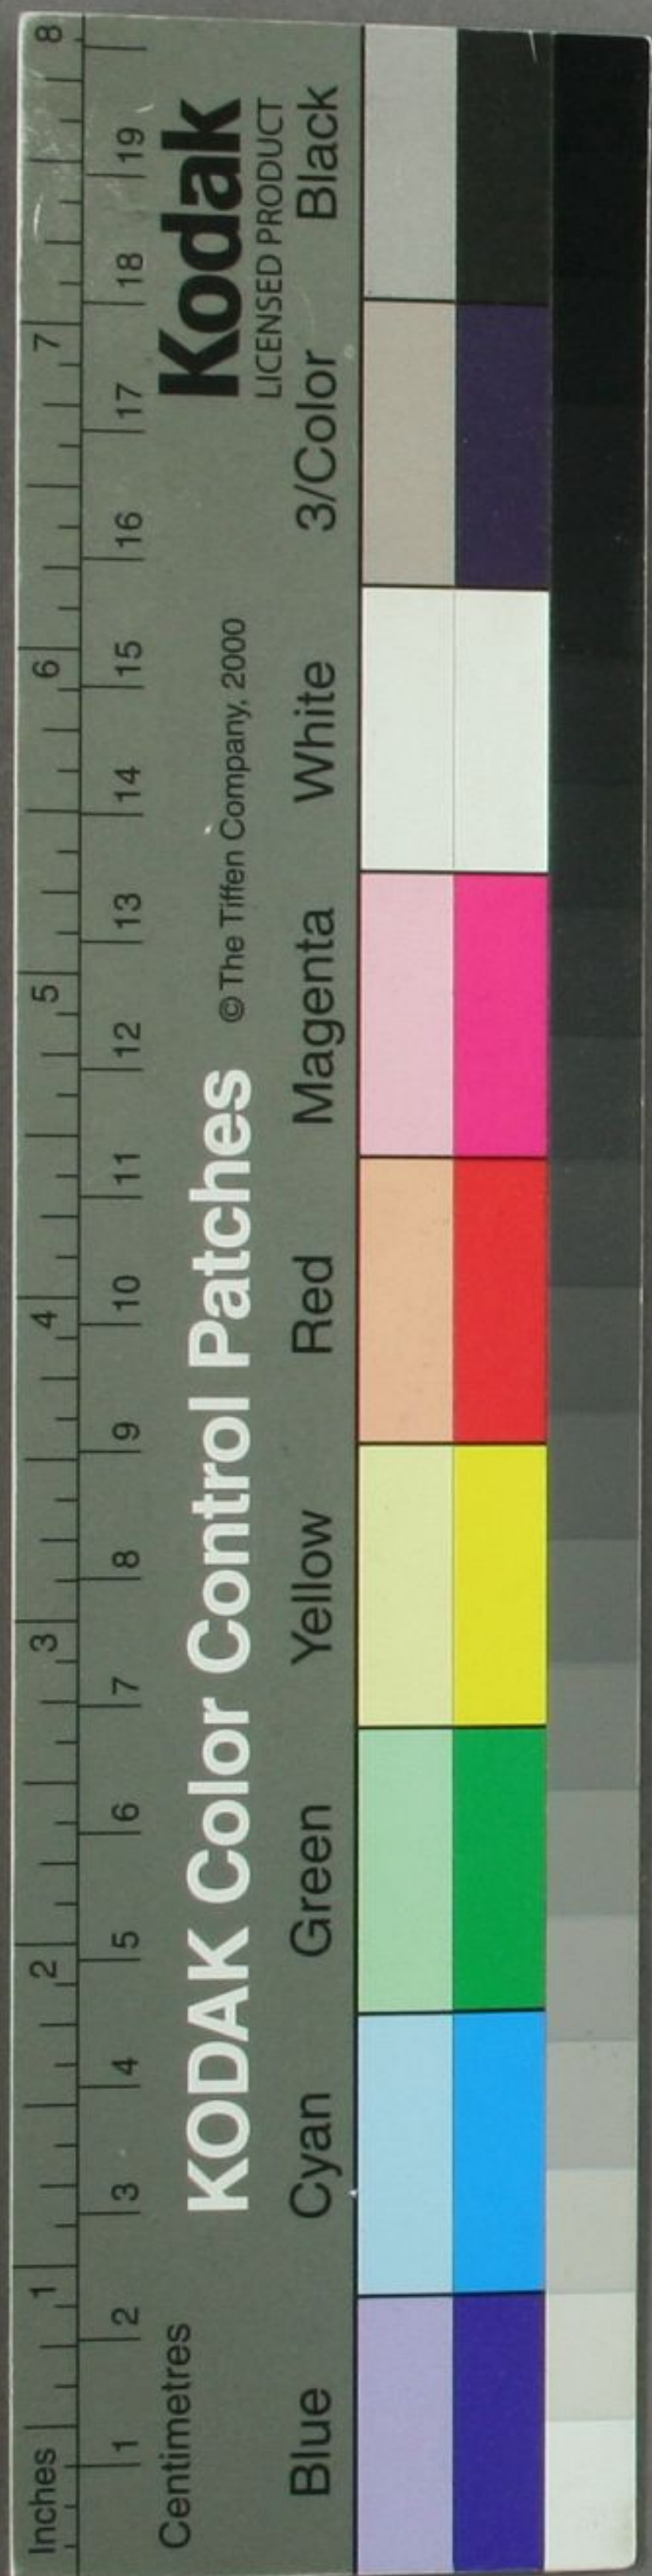 Inches 1 2 3 4 5 6 7 8
1 2 3 4 5 6 7 8 9 10 11 12 13 14 15 16 17 18 19
Centimetres
KODAK Color Control Patches © The Tiffen Company, 2000
Kodak
LICENSED PRODUCT
Blue Cyan Green Yellow Red Magenta White 3/Color Black